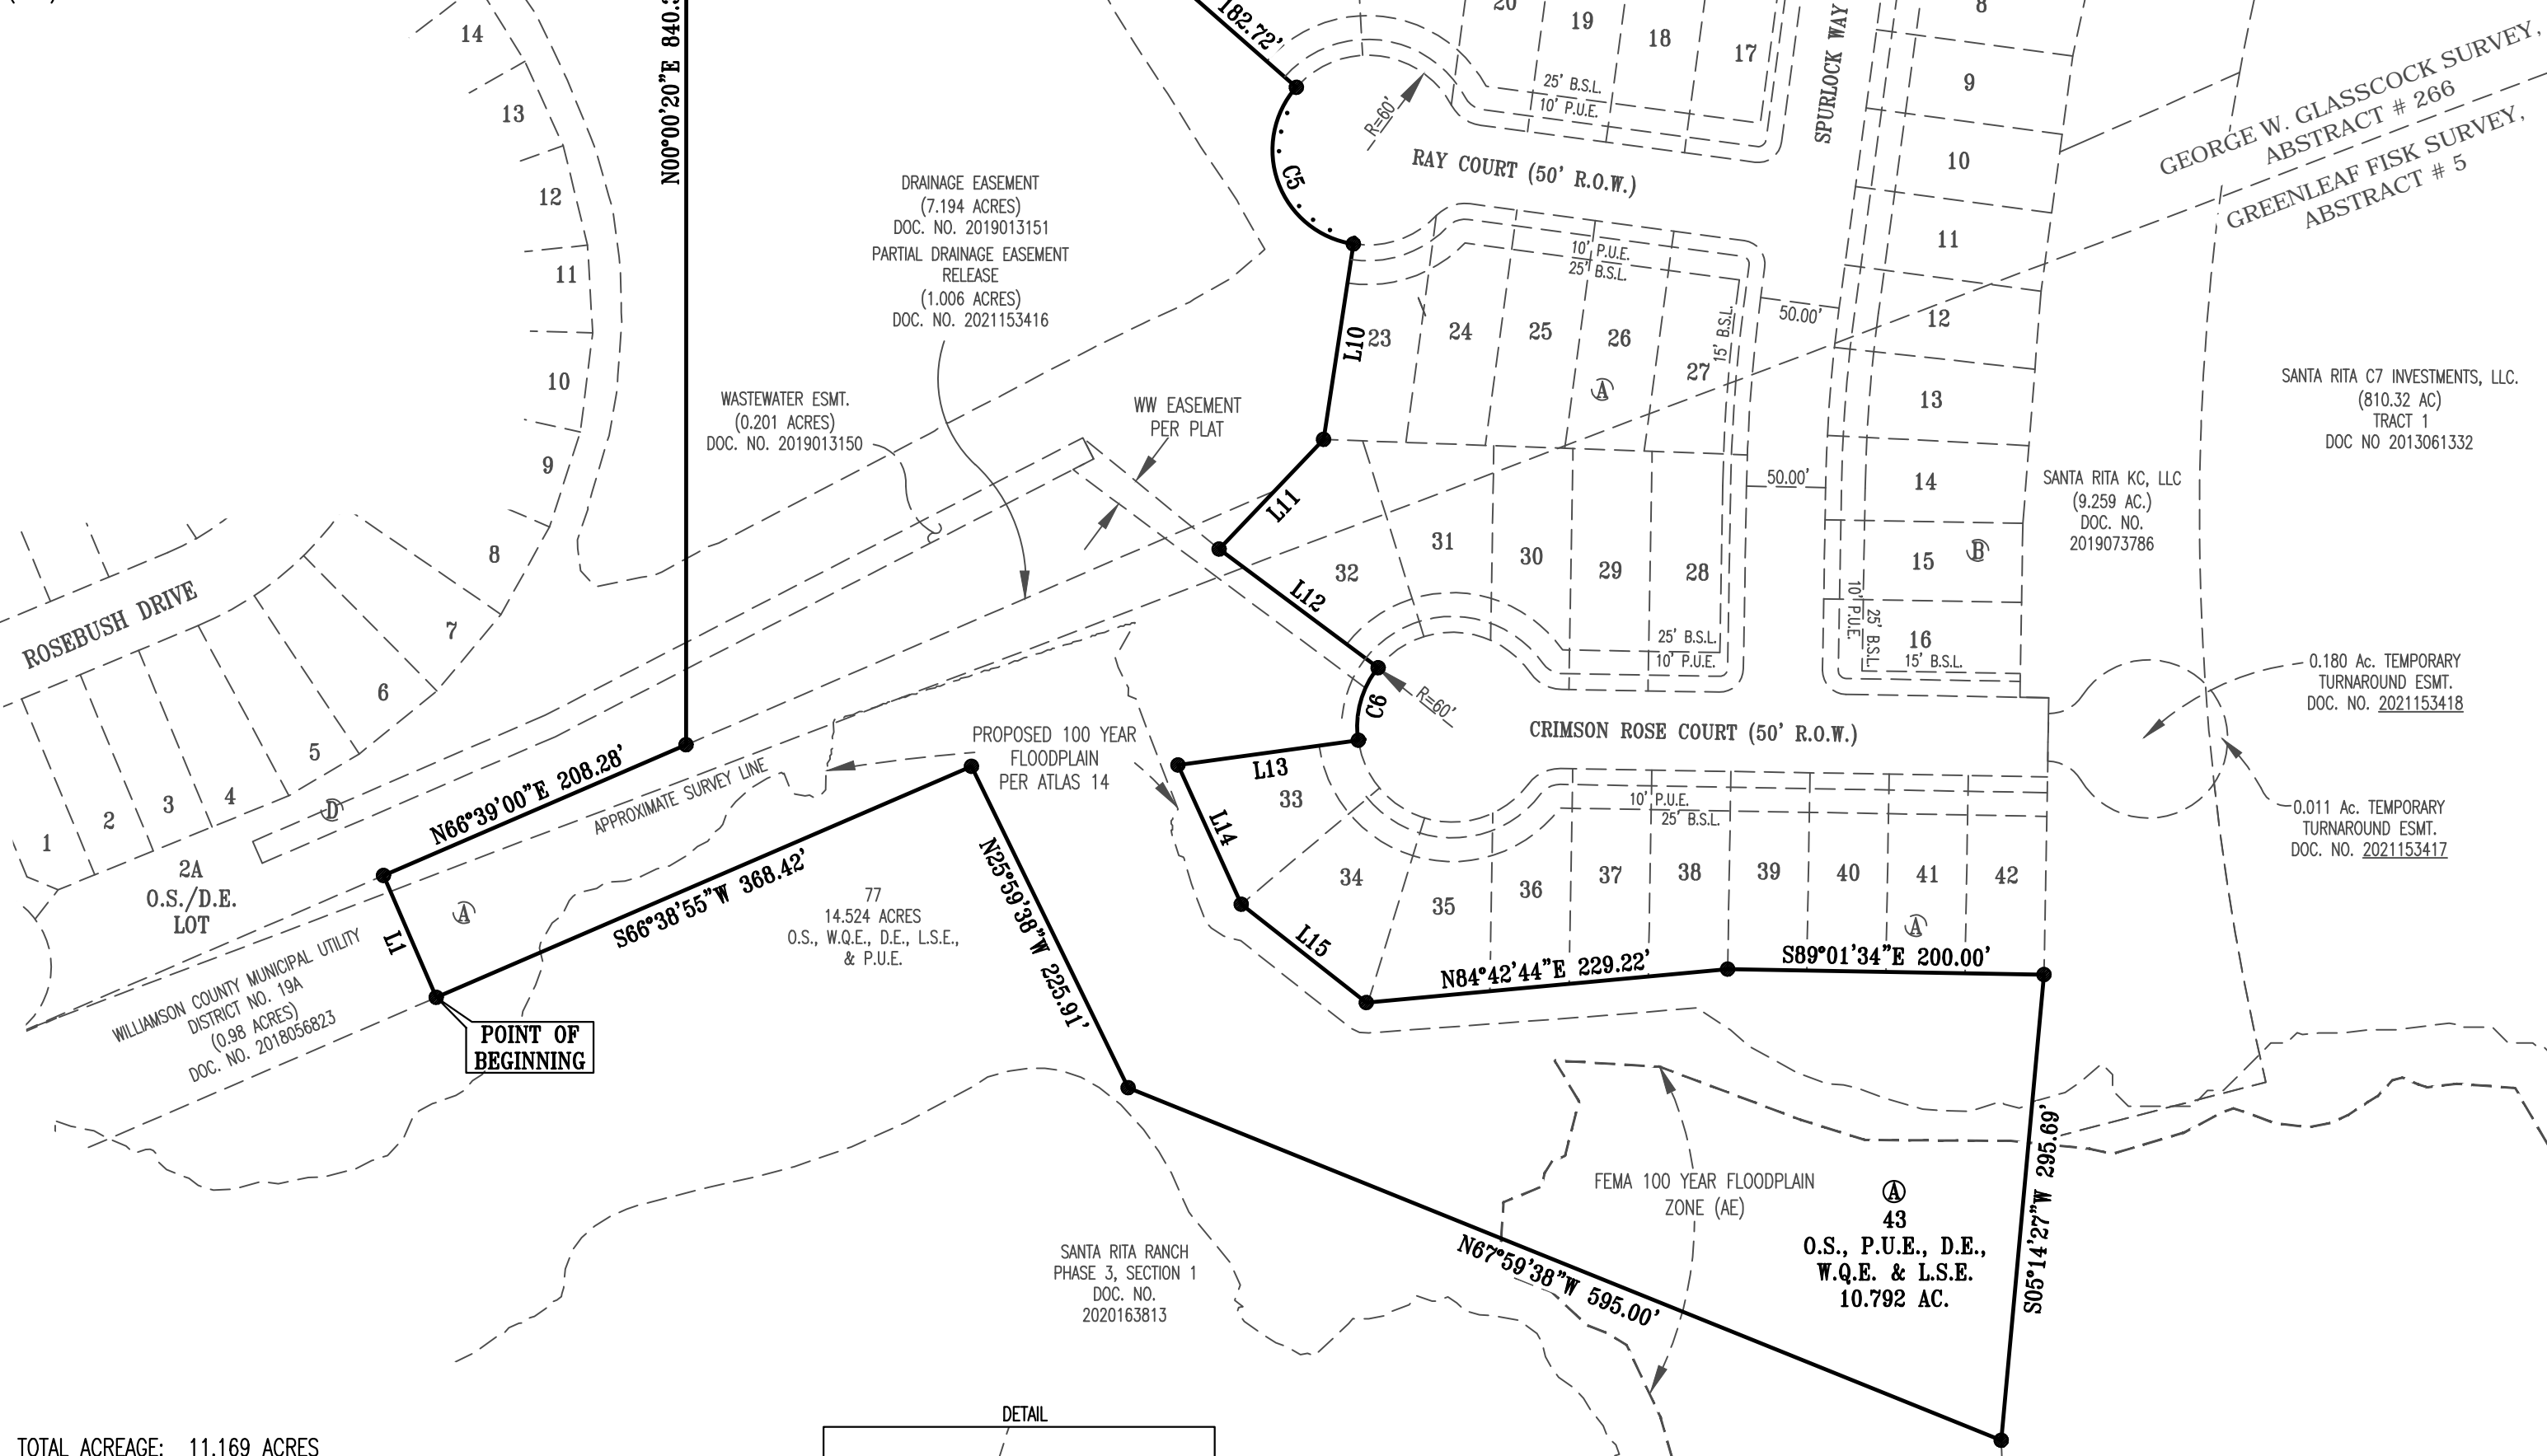 182.72'
14
13
12
11
10
9
8
7
6
5
4
3
2
1
ROSEBUSH DRIVE
2A
O.S./D.E.
LOT
D
WILLIAMSON COUNTY MUNICIPAL UTILITY
DISTRICT NO. 19A
(0.98 ACRES)
DOC. NO. 2018056823
N66°39'00"E 208.28'
APPROXIMATE SURVEY LINE
L1
A
S66°38'55"W 368.42'
POINT OF
BEGINNING
77
14.524 ACRES
O.S., W.Q.E., D.E., L.S.E.,
& P.U.E.
N25°59'38"W 225.91'
DRAINAGE EASEMENT
(7.194 ACRES)
DOC. NO. 2019013151
PARTIAL DRAINAGE EASEMENT
RELEASE
(1.006 ACRES)
DOC. NO. 2021153416
WASTEWATER ESMT.
(0.201 ACRES)
DOC. NO. 2019013150
WW EASEMENT
PER PLAT
PROPOSED 100 YEAR
FLOODPLAIN
PER ATLAS 14
N00°00'20"E
C5
R=60'
L10
L11
L12
C6
R=60'
L13
L14
L15
20
19
18
17
25' B.S.L.
10' P.U.E.
RAY COURT (50' R.O.W.)
SPURLOCK WAY
10' P.U.E.
25' B.S.L.
23
24
25
26
27
15' B.S.L.
A
50.00'
50.00'
32
31
30
29
28
25' B.S.L.
10' P.U.E.
8
9
10
11
12
13
14
15
B
16
10' P.U.E.
25' B.S.L.
15' B.S.L.
CRIMSON ROSE COURT (50' R.O.W.)
10' P.U.E.
25' B.S.L.
33
34
35
36
37
38
39
40
41
42
A
N84°42'44"E 229.22'
S89°01'34"E 200.00'
S05°14'27"W 295.69'
N67°59'38"W 595.00'
GEORGE W. GLASSCOCK SURVEY,
ABSTRACT # 266
GREENLEAF FISK SURVEY,
ABSTRACT # 5
SANTA RITA C7 INVESTMENTS, LLC.
(810.32 AC)
TRACT 1
DOC NO 2013061332
SANTA RITA KC, LLC
(9.259 AC.)
DOC. NO.
2019073786
0.180 Ac. TEMPORARY
TURNAROUND ESMT.
DOC. NO. 2021153418
0.011 Ac. TEMPORARY
TURNAROUND ESMT.
DOC. NO. 2021153417
FEMA 100 YEAR FLOODPLAIN
ZONE (AE)
A
43
O.S., P.U.E., D.E.,
W.Q.E. & L.S.E.
10.792 AC.
SANTA RITA RANCH
PHASE 3, SECTION 1
DOC. NO.
2020163813
DETAIL
TOTAL ACREAGE: 11.169 ACRES